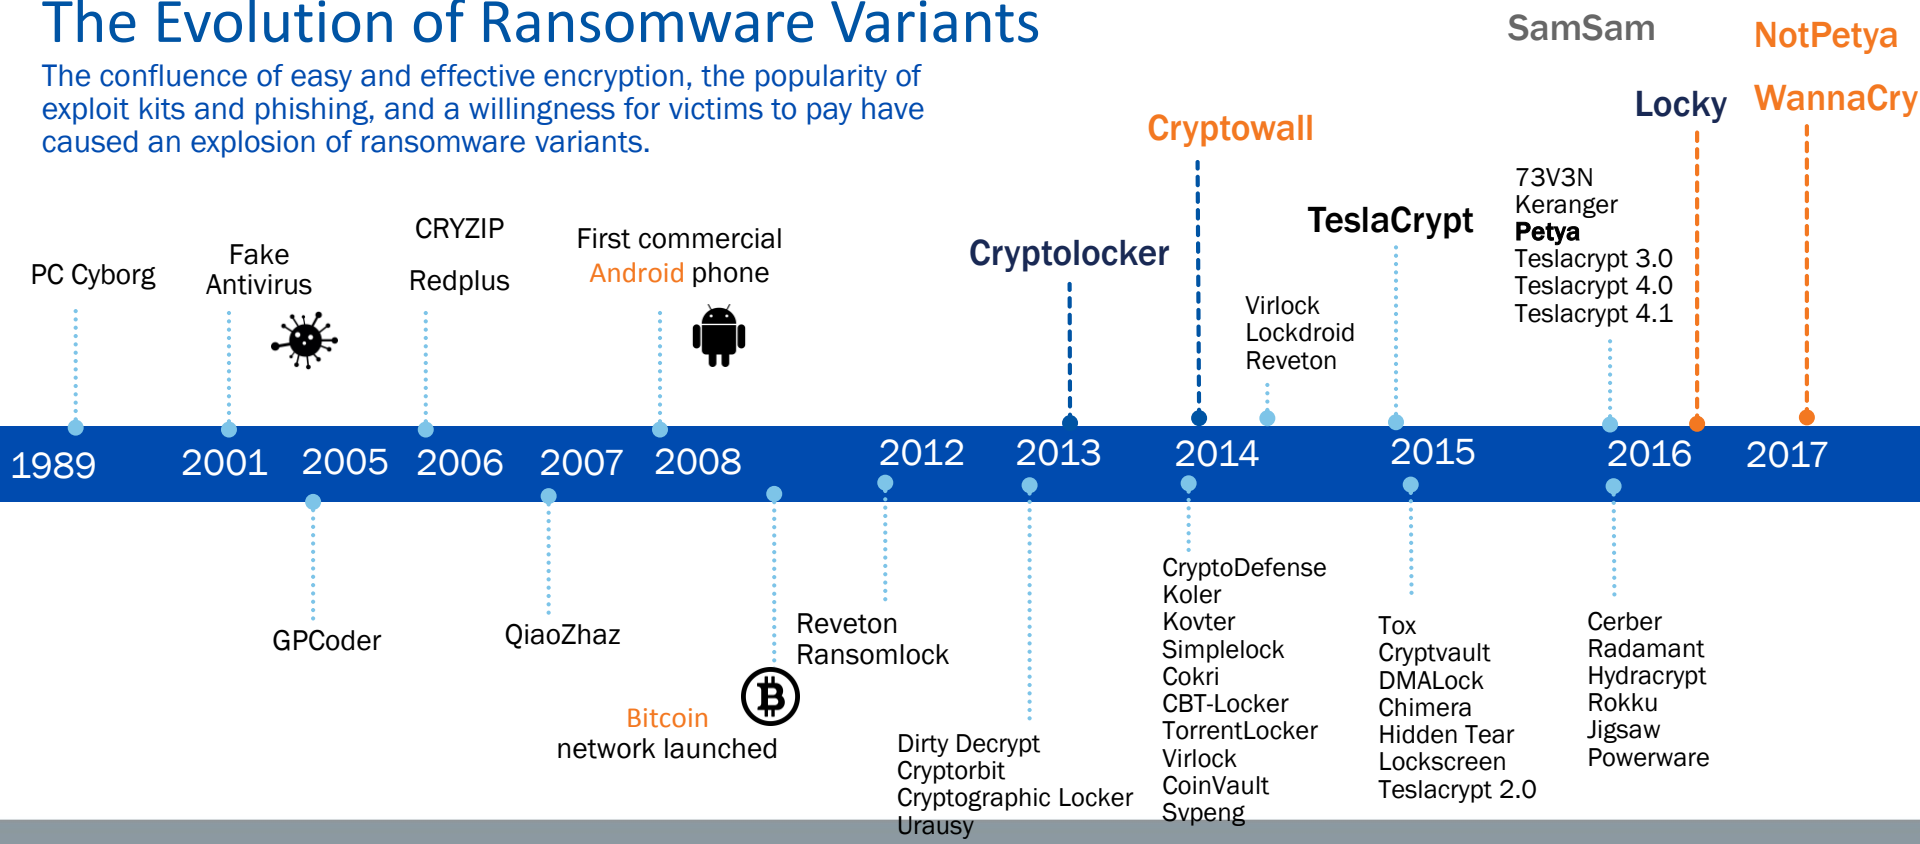 The Evolution of Ransomware Variants
The confluence of easy and effective encryption, the popularity of
exploit kits and phishing, and a willingness for victims to pay have
caused an explosion of ransomware variants.
SamSam
NotPetya
WannaCry
Locky
Cryptowall
TeslaCrypt
Cryptolocker
73V3N
Keranger
Petya
Teslacrypt 3.0
Teslacrypt 4.0
Teslacrypt 4.1
PC Cyborg
Fake
Antivirus
CRYZIP
Redplus
First commercial
Android phone
Virlock
Lockdroid
Reveton
1989
2001
2005
2006
2007
2008
2012
2013
2014
2015
2016
2017
GPCoder
QiaoZhaz
Bitcoin
network launched
Reveton
Ransomlock
Dirty Decrypt
Cryptorbit
Cryptographic Locker
Urausy
CryptoDefense
Koler
Kovter
Simplelock
Cokri
CBT-Locker
TorrentLocker
Virlock
CoinVault
Svpeng
Tox
Cryptvault
DMALock
Chimera
Hidden Tear
Lockscreen
Teslacrypt 2.0
Cerber
Radamant
Hydracrypt
Rokku
Jigsaw
Powerware